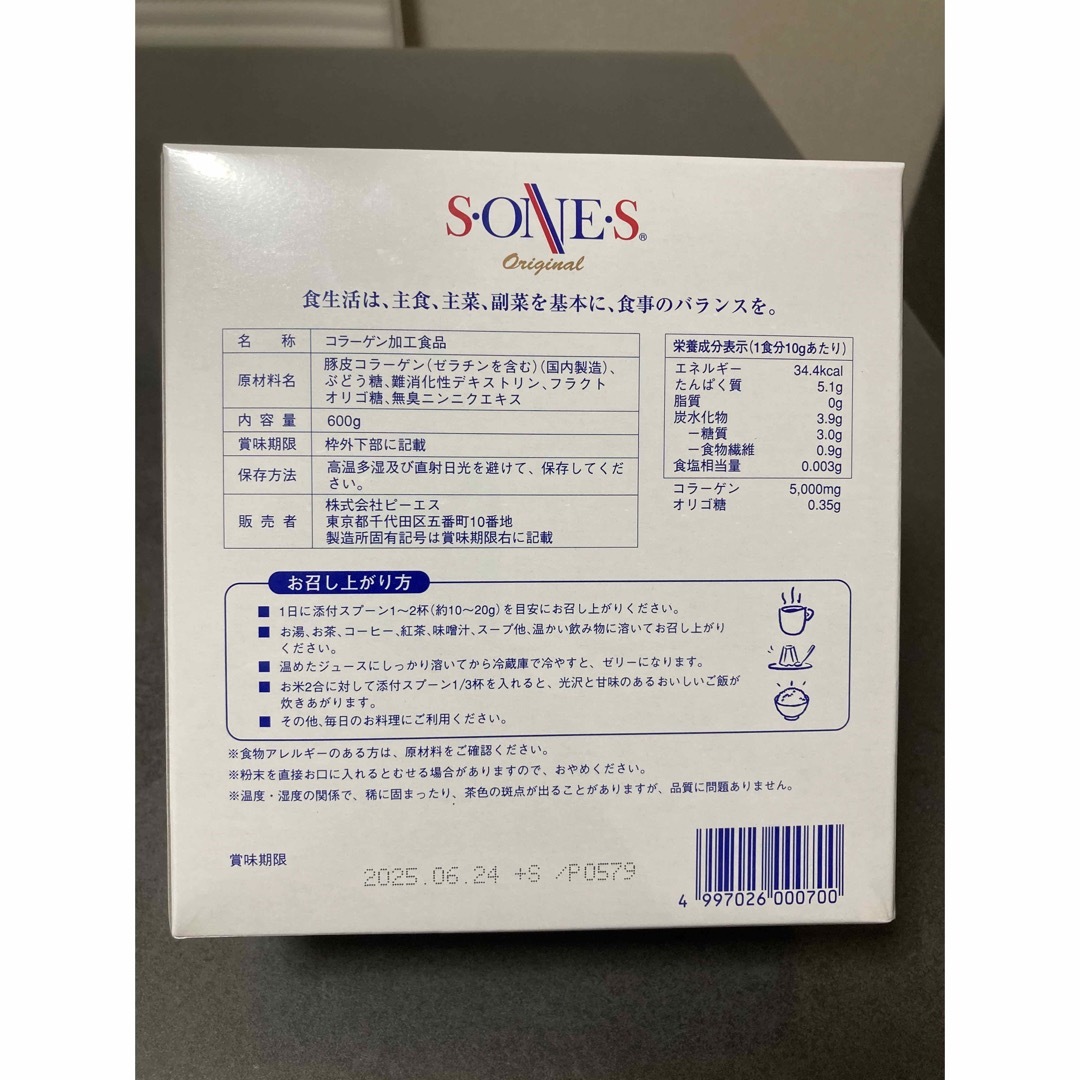 S·ONE·S®
Original
食生活は、主食、主菜、副菜を基本に、食事のバランスを。
名 称 コラーゲン加工食品
原材料名 豚皮コラーゲン(ゼラチンを含む)(国内製造)、
ぶどう糖、難消化性デキストリン、フラクト
オリゴ糖、無臭ニンニクエキス
内 容 量 600g
賞味期限 枠外下部に記載
保存方法 高温多湿及び直射日光を避けて、保存してくだ
さい。
販 売 者 株式会社ピーエス
東京都千代田区五番町10番地
製造所固有記号は賞味期限右に記載
栄養成分表示(1食分10gあたり)
エネルギー 34.4kcal
たんぱく質 5.1g
脂質 0g
炭水化物 3.9g
ー糖質 3.0g
ー食物繊維 0.9g
食塩相当量 0.003g
コラーゲン 5,000mg
オリゴ糖 0.35g
お召し上がり方
■ 1日に添付スプーン1〜2杯(約10〜20g)を目安にお召し上がりください。
■ お湯、お茶、コーヒー、紅茶、味噌汁、スープ他、温かい飲み物に溶いてお召し上がり
ください。
■ 温めたジュースにしっかり溶いてから冷蔵庫で冷やすと、ゼリーになります。
■ お米2合に対して添付スプーン1/3杯を入れると、光沢と甘味のあるおいしいご飯が
炊きあがります。
■ その他、毎日のお料理にご利用ください。
※食物アレルギーのある方は、原材料をご確認ください。
※粉末を直接お口に入れるとむせる場合がありますので、おやめください。
※温度・湿度の関係で、稀に固まったり、茶色の斑点が出ることがありますが、品質に問題ありません。
賞味期限
2025.06.24 +S /P0579
4 997026 000700